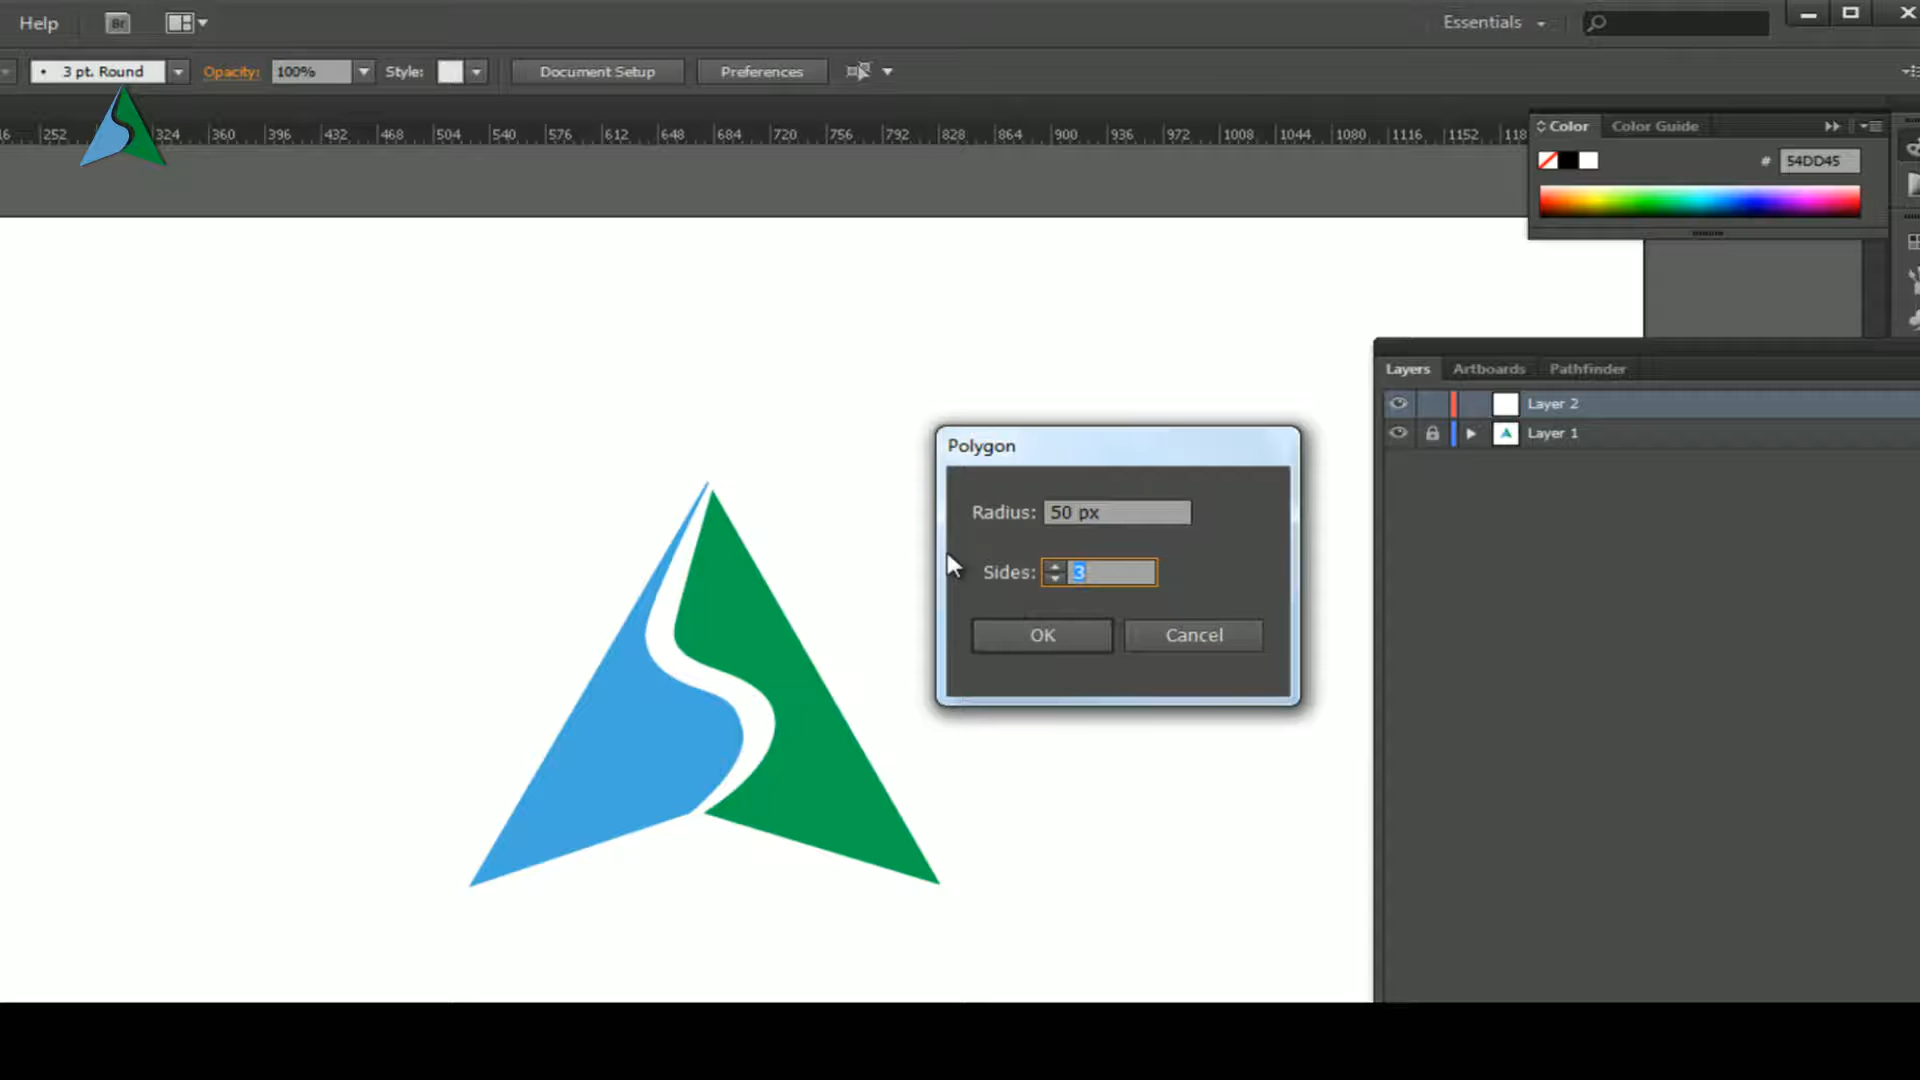 Help Br Essentials
3 pt. Round Opacity: 100% Style: Document Setup Preferences
252 324 360 396 432 468 504 540 576 612 648 684 720 756 792 828 864 900 936 972 1008 1044 1080 1116 1152
Color Color Guide
# 54DD45
Layers Artboards Pathfinder
Layer 2
Layer 1
Polygon
Radius: 50 px
Sides: 3
OK Cancel